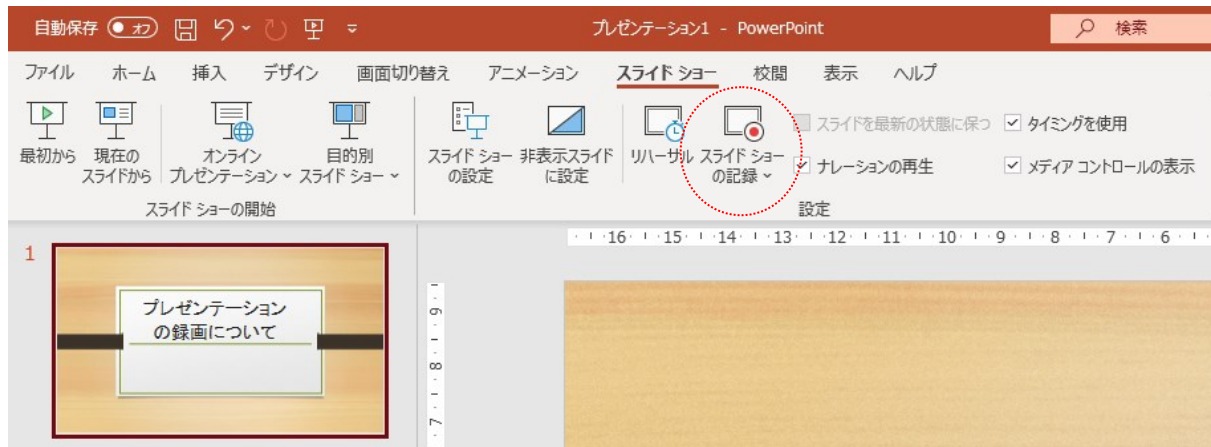 自動保存 オフ
プレゼンテーション1 - PowerPoint
検索
ファイル ホーム 挿入 デザイン 画面切り替え アニメーション スライド ショー 校閲 表示 ヘルプ
最初から
現在の
スライドから
オンライン
プレゼンテーション
目的別
スライド ショー
スライド ショーの開始
スライド ショー
の設定
非表示スライド
に設定
リハーサル
スライド ショー
の記録
スライドを最新の状態に保つ
タイミングを使用
ナレーションの再生
メディア コントロールの表示
設定
16 15 14 13 12 11 10 9 8 7 6
1
プレゼンテーション
の録画について
9
8
7